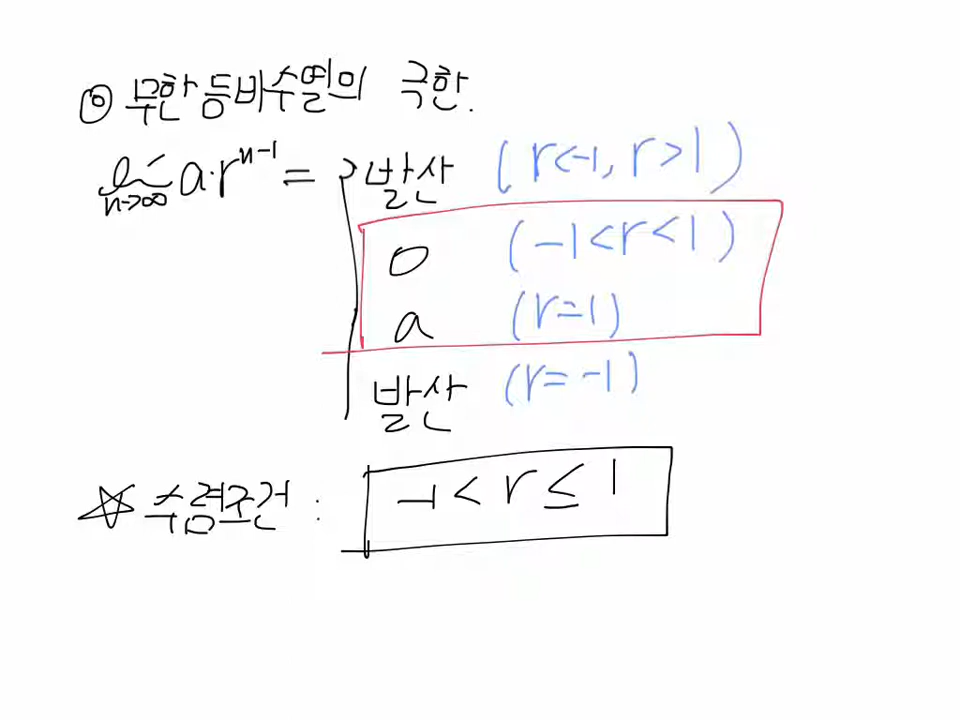 ◎ 무한등비수열의 극한.
lim n→∞ a·r^{n-1} = 발산 (r<-1, r>1)
0 (-1<r<1)
a (r=1)
발산 (r=-1)
☆ 수렴조건 : -1 < r ≤ 1